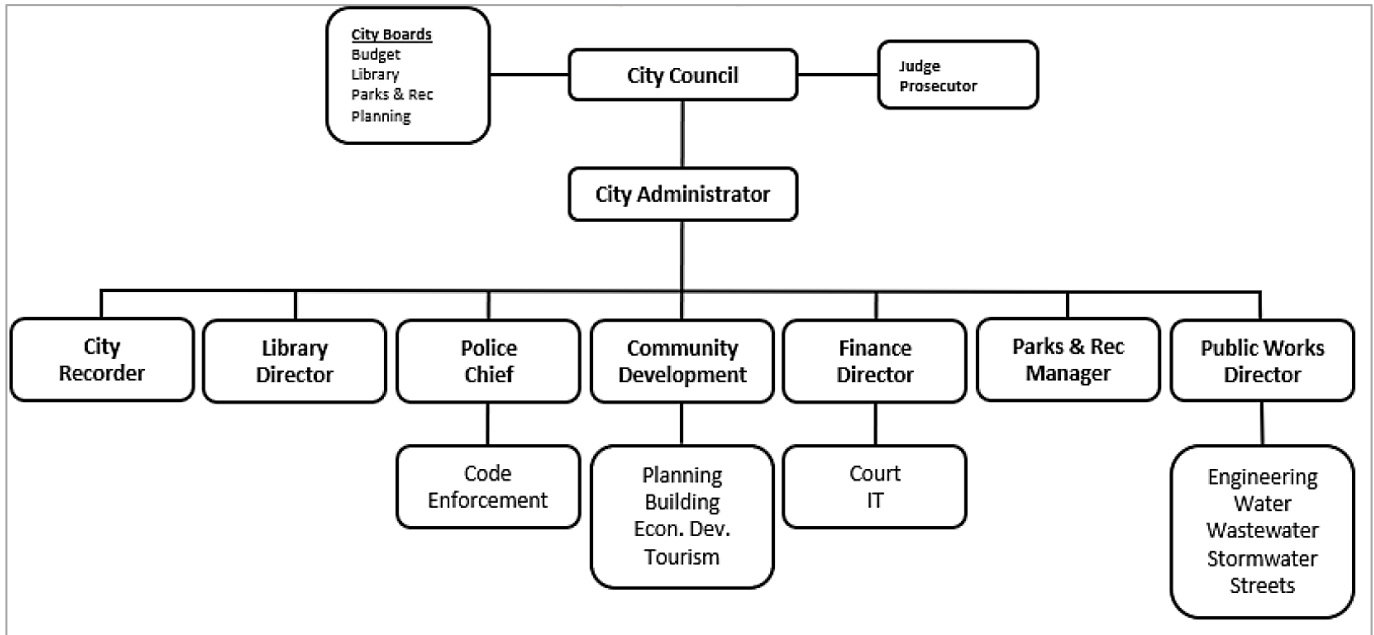 City Boards
Budget
Library
Parks & Rec
Planning
City Council
Judge
Prosecutor
City Administrator
City
Recorder
Library
Director
Police
Chief
Community
Development
Finance
Director
Parks & Rec
Manager
Public Works
Director
Code
Enforcement
Planning
Building
Econ. Dev.
Tourism
Court
IT
Engineering
Water
Wastewater
Stormwater
Streets